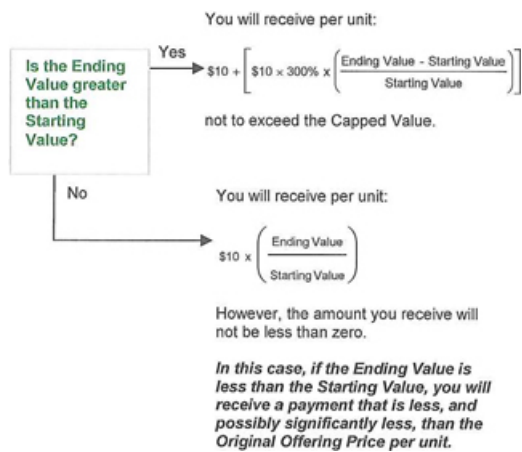 You will receive per unit:
Yes
Is the Ending
Value greater
than the
Starting
Value?
$10 + [ $10 × 300% × ( Ending Value - Starting Value
Starting Value ) ]
not to exceed the Capped Value.
No
You will receive per unit:
$10 x ( Ending Value
Starting Value )
However, the amount you receive will
not be less than zero.
In this case, if the Ending Value is
less than the Starting Value, you will
receive a payment that is less, and
possibly significantly less, than the
Original Offering Price per unit.